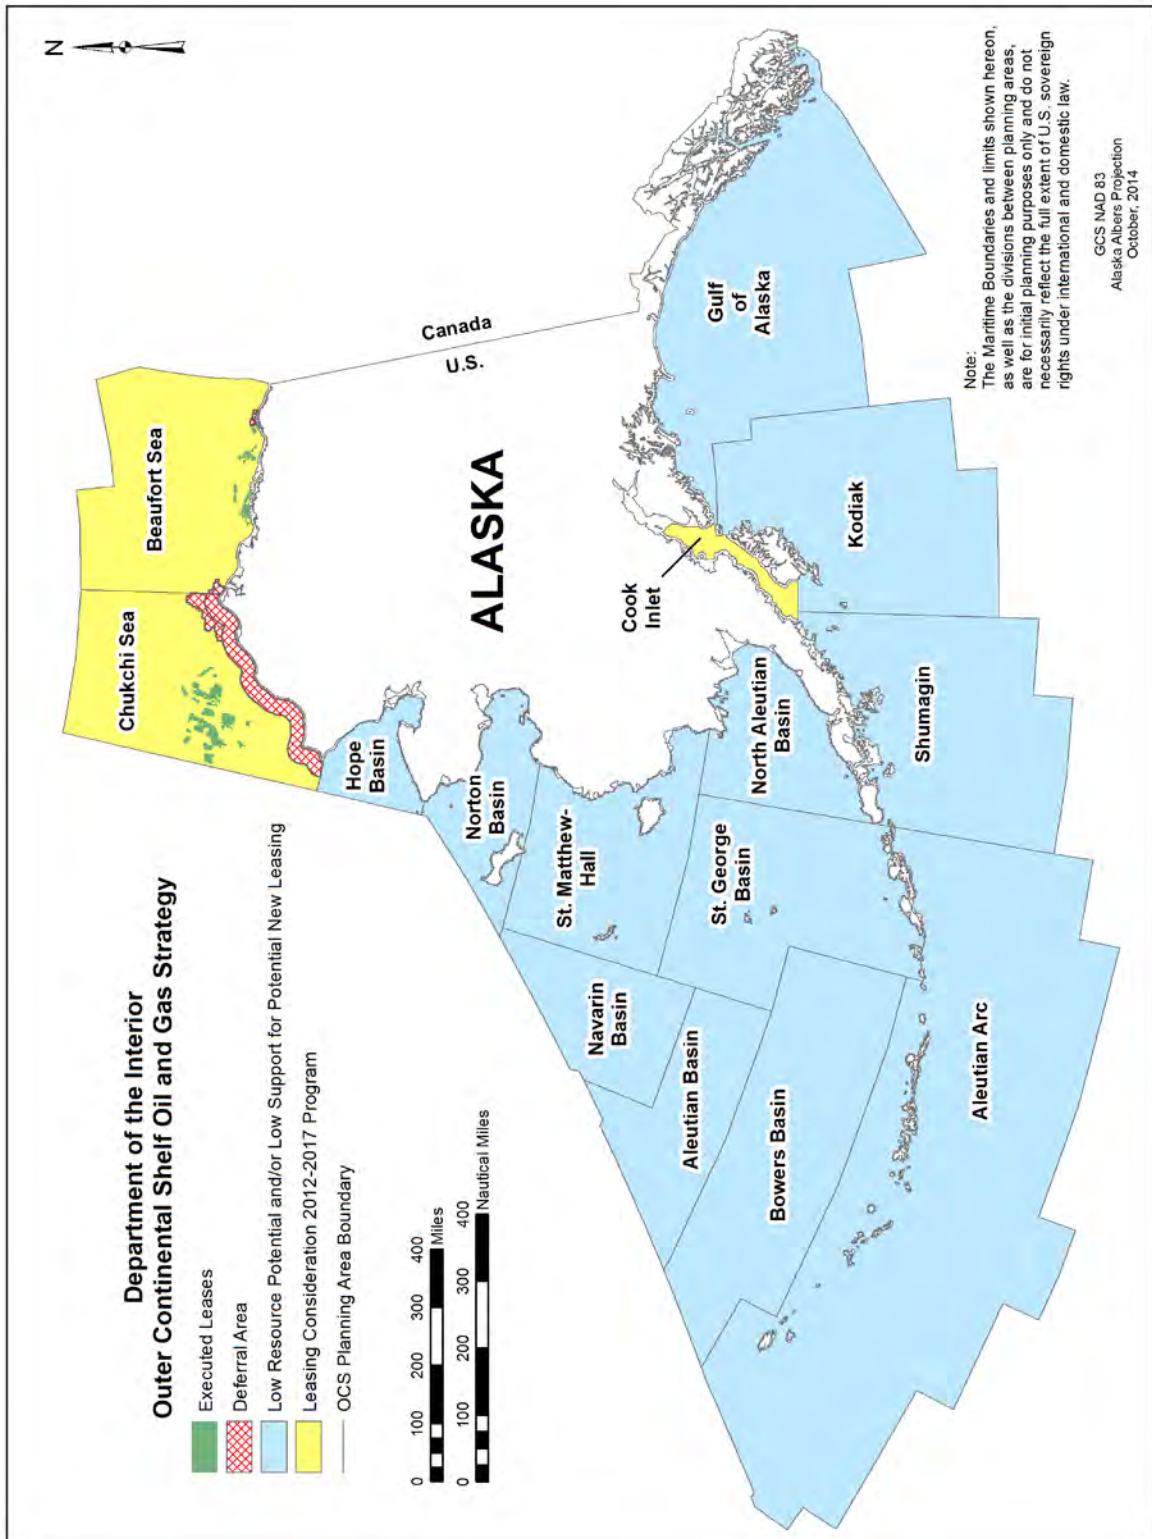 Department of the Interior
Outer Continental Shelf Oil and Gas Strategy
Executed Leases
Deferral Area
Low Resource Potential and/or Low Support for Potential New Leasing
Leasing Consideration 2012-2017 Program
OCS Planning Area Boundary
0 100 200 300 400
Miles
0 100 200 300 400
Nautical Miles
N
Chukchi Sea
Beaufort Sea
Hope
Basin
Norton
Basin
Canada
U.S.
ALASKA
St. Matthew-
Hall
Navarin
Basin
Aleutian Basin
Bowers Basin
St. George
Basin
North Aleutian
Basin
Cook
Inlet
Gulf
of
Alaska
Kodiak
Shumagin
Aleutian Arc
Note:
The Maritime Boundaries and limits shown hereon,
as well as the divisions between planning areas,
are for initial planning purposes only and do not
necessarily reflect the full extent of U.S. sovereign
rights under international and domestic law.
GCS NAD 83
Alaska Albers Projection
October, 2014